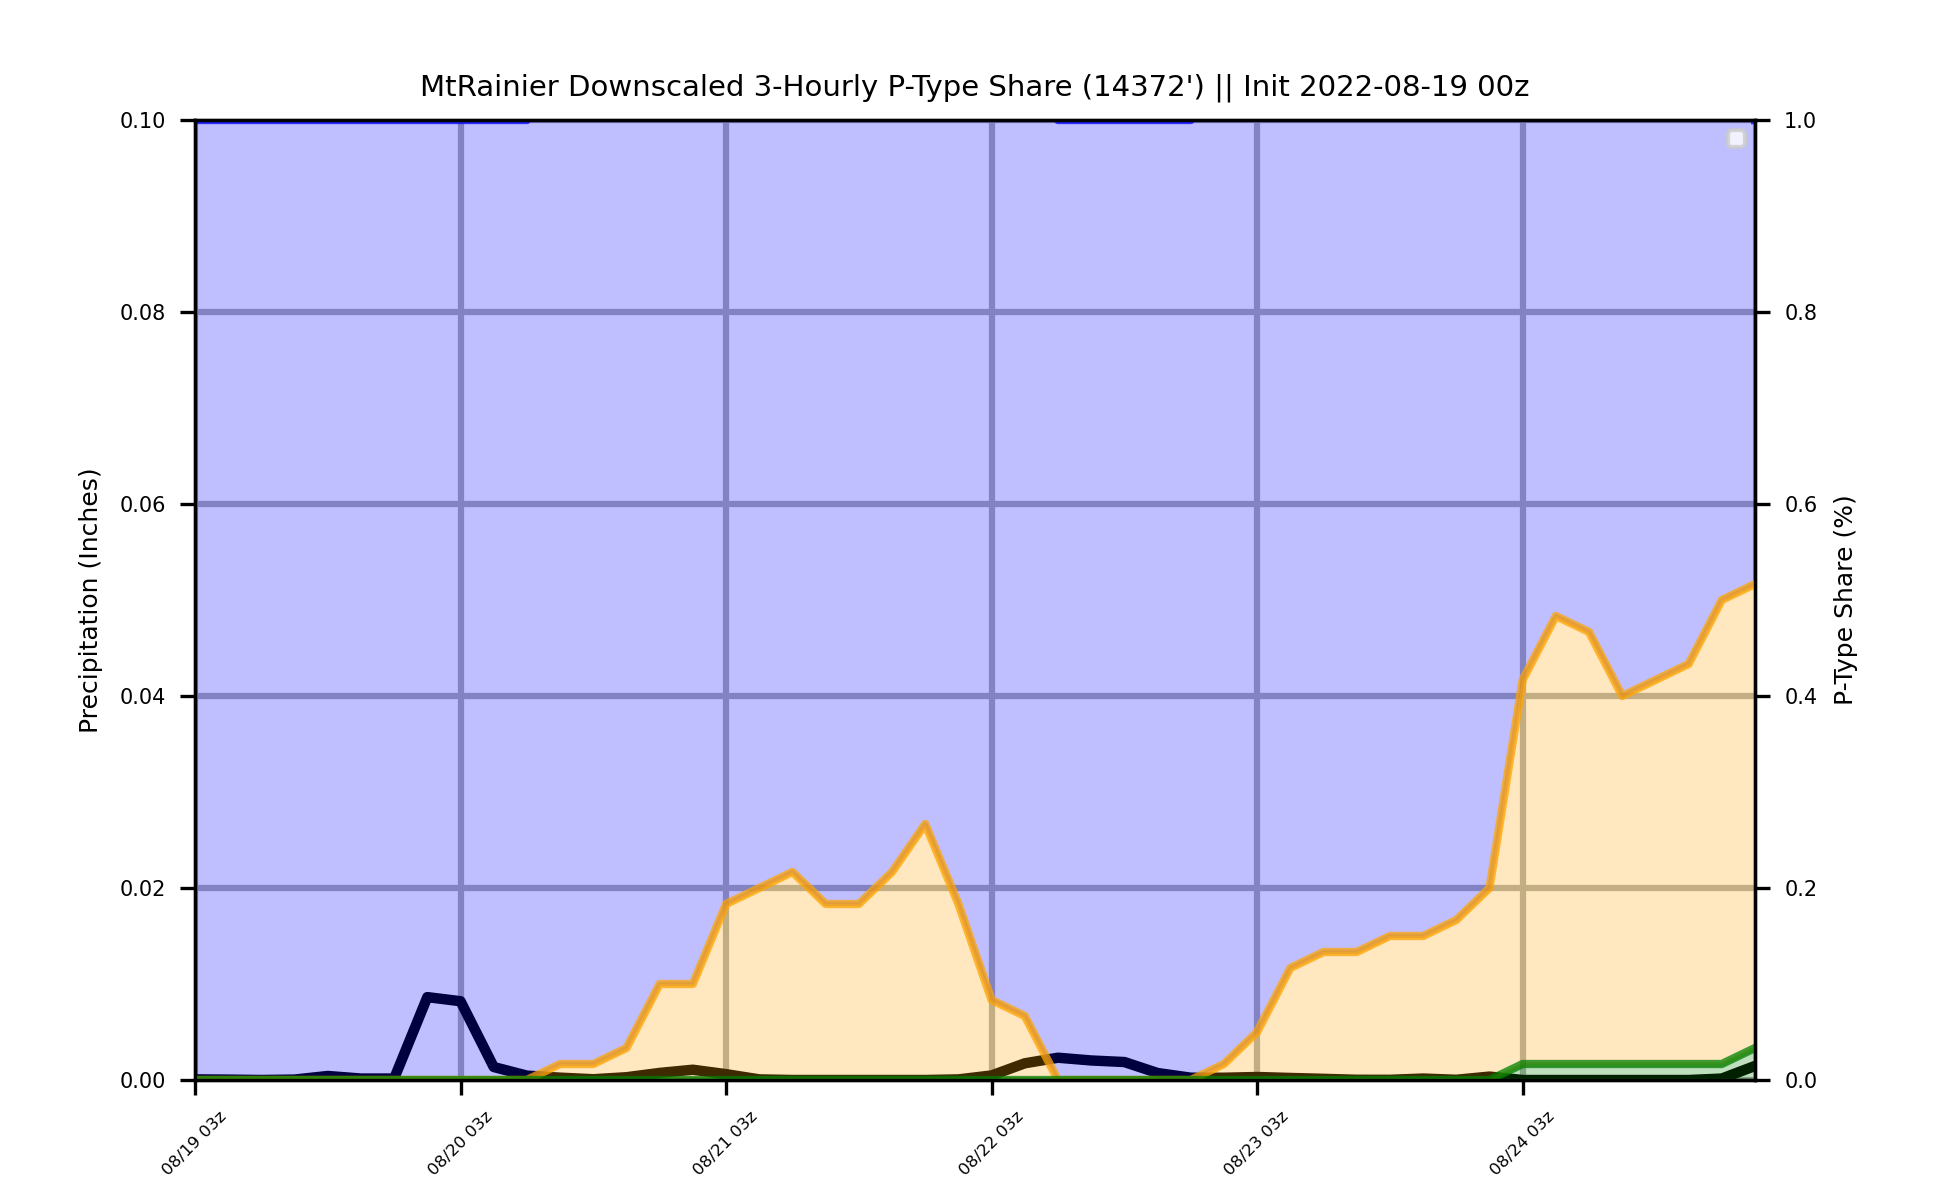 MtRainier Downscaled 3-Hourly P-Type Share (14372') || Init 2022-08-19 00z
0.10
0.08
0.06
0.04
0.02
0.00
Precipitation (Inches)
1.0
0.8
0.6
0.4
0.2
0.0
P-Type Share (%)
08/19 03z
08/20 03z
08/21 03z
08/22 03z
08/23 03z
08/24 03z